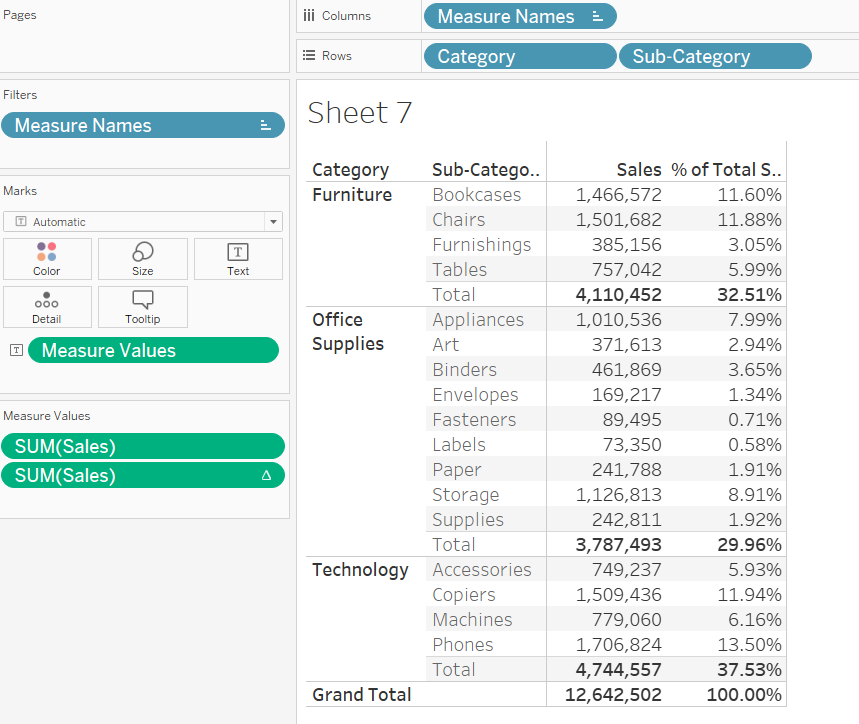 Pages
Columns
Measure Names
Rows
Category Sub-Category
Filters
Measure Names
Marks
Automatic
Color Size Text
Detail Tooltip
Measure Values
Measure Values
SUM(Sales)
SUM(Sales) Δ
Sheet 7
Category Sub-Catego.. Sales % of Total S..
Furniture Bookcases 1,466,572 11.60%
Chairs 1,501,682 11.88%
Furnishings 385,156 3.05%
Tables 757,042 5.99%
Total 4,110,452 32.51%
Office Appliances 1,010,536 7.99%
Supplies Art 371,613 2.94%
Binders 461,869 3.65%
Envelopes 169,217 1.34%
Fasteners 89,495 0.71%
Labels 73,350 0.58%
Paper 241,788 1.91%
Storage 1,126,813 8.91%
Supplies 242,811 1.92%
Total 3,787,493 29.96%
Technology Accessories 749,237 5.93%
Copiers 1,509,436 11.94%
Machines 779,060 6.16%
Phones 1,706,824 13.50%
Total 4,744,557 37.53%
Grand Total 12,642,502 100.00%